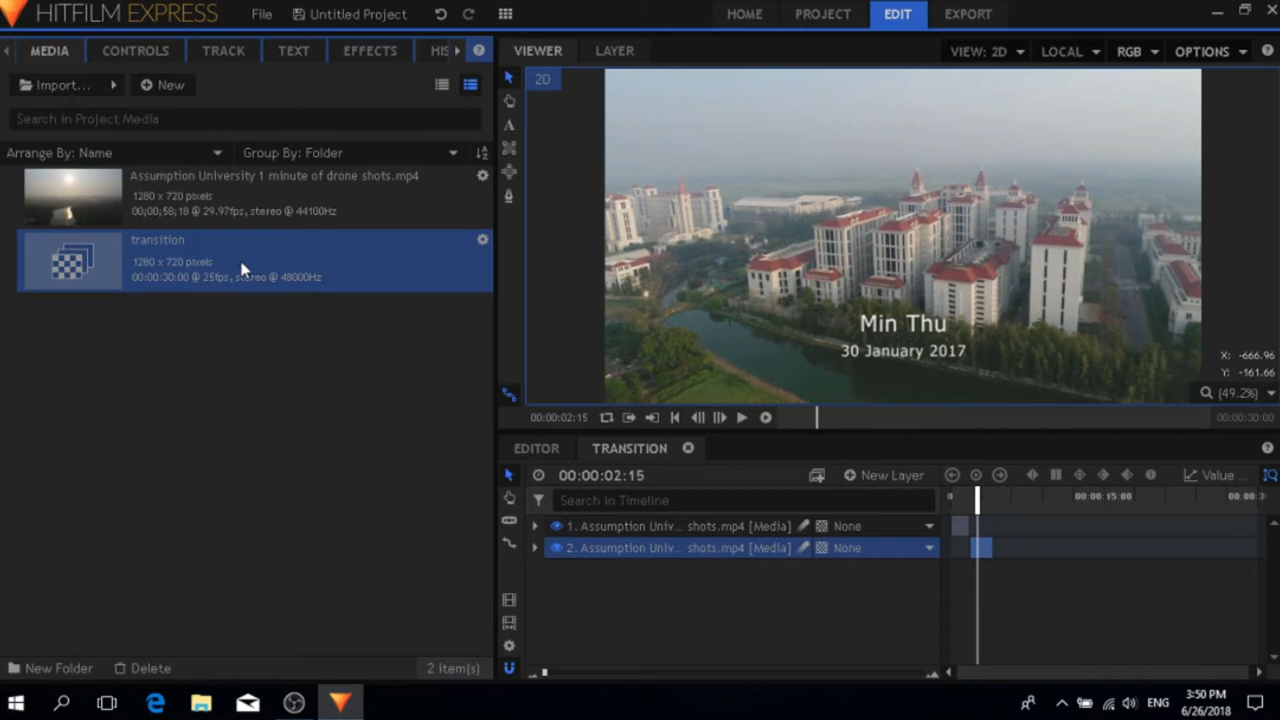 HITFILM EXPRESS File Untitled Project HOME PROJECT EDIT EXPORT
MEDIA CONTROLS TRACK TEXT EFFECTS HIS
VIEWER LAYER VIEW: 2D LOCAL RGB OPTIONS
Import... New
2D
Search in Project Media
Arrange By: Name Group By: Folder
Assumption University 1 minute of drone shots.mp4
1280 x 720 pixels
00;00;58;18 @ 29.97fps, stereo @ 44100Hz
transition
1280 x 720 pixels
00:00:30:00 @ 25fps, stereo @ 48000Hz
Min Thu
30 January 2017
X: -666.96
Y: -161.66
(49.2%)
00:00:02:15 00:00:30:00
EDITOR TRANSITION
00:00:02:15 New Layer Value ...
Search in Timeline 0 00:00:15:00 00:00:3
1. Assumption Univ... shots.mp4 [Media] None
2. Assumption Univ... shots.mp4 [Media] None
New Folder Delete 2 item(s)
ENG 3:50 PM
6/26/2018